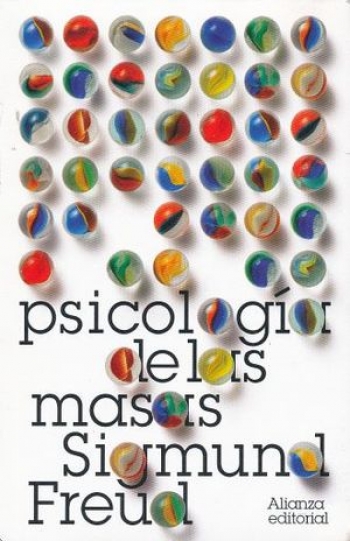 psicología
de las
masas
Sigmund
Freud
Alianza
editorial